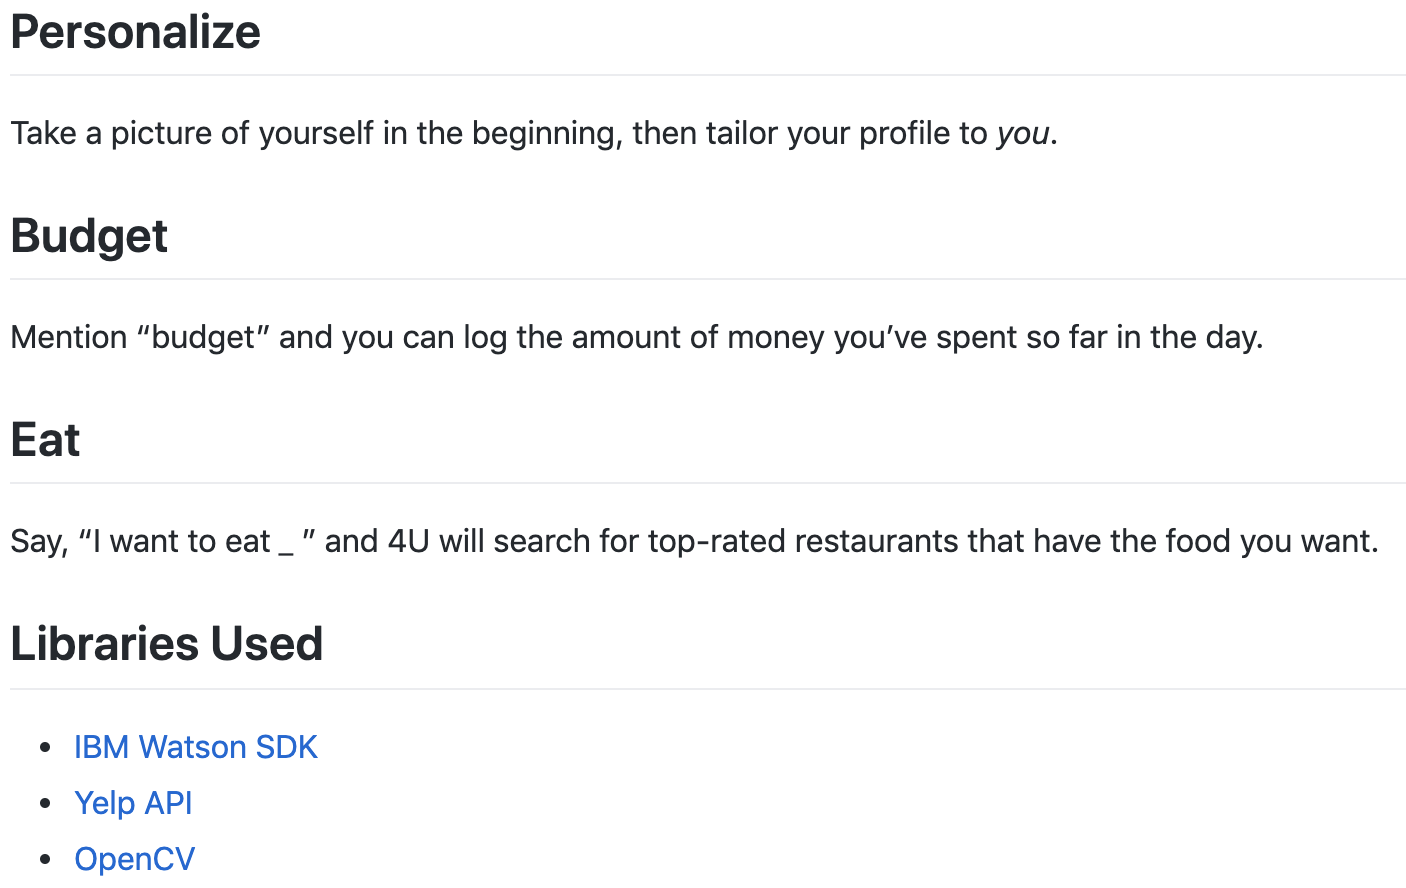 Personalize
Take a picture of yourself in the beginning, then tailor your profile to you.
Budget
Mention “budget” and you can log the amount of money you’ve spent so far in the day.
Eat
Say, “I want to eat _ ” and 4U will search for top-rated restaurants that have the food you want.
Libraries Used
• IBM Watson SDK
• Yelp API
• OpenCV